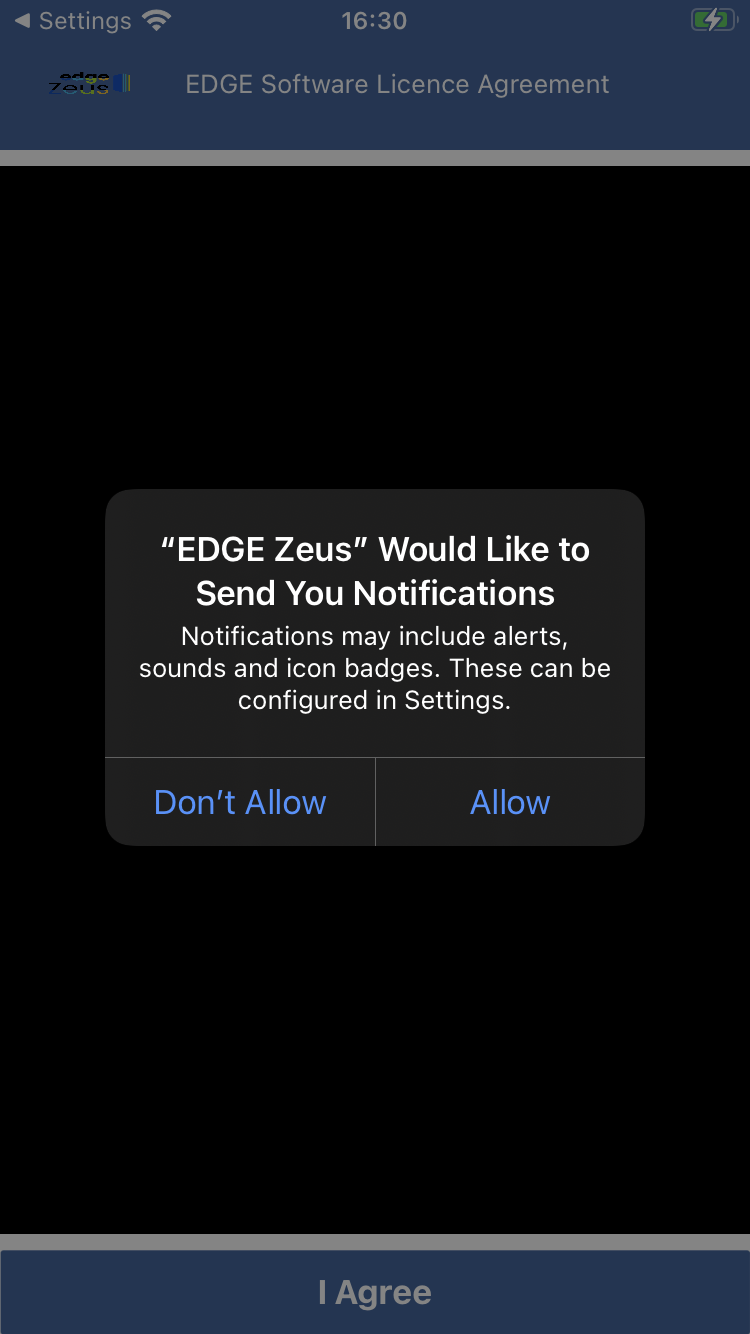 Settings
16:30
edge
zeus
EDGE Software Licence Agreement
“EDGE Zeus” Would Like to
Send You Notifications
Notifications may include alerts,
sounds and icon badges. These can be
configured in Settings.
Don’t Allow
Allow
I Agree